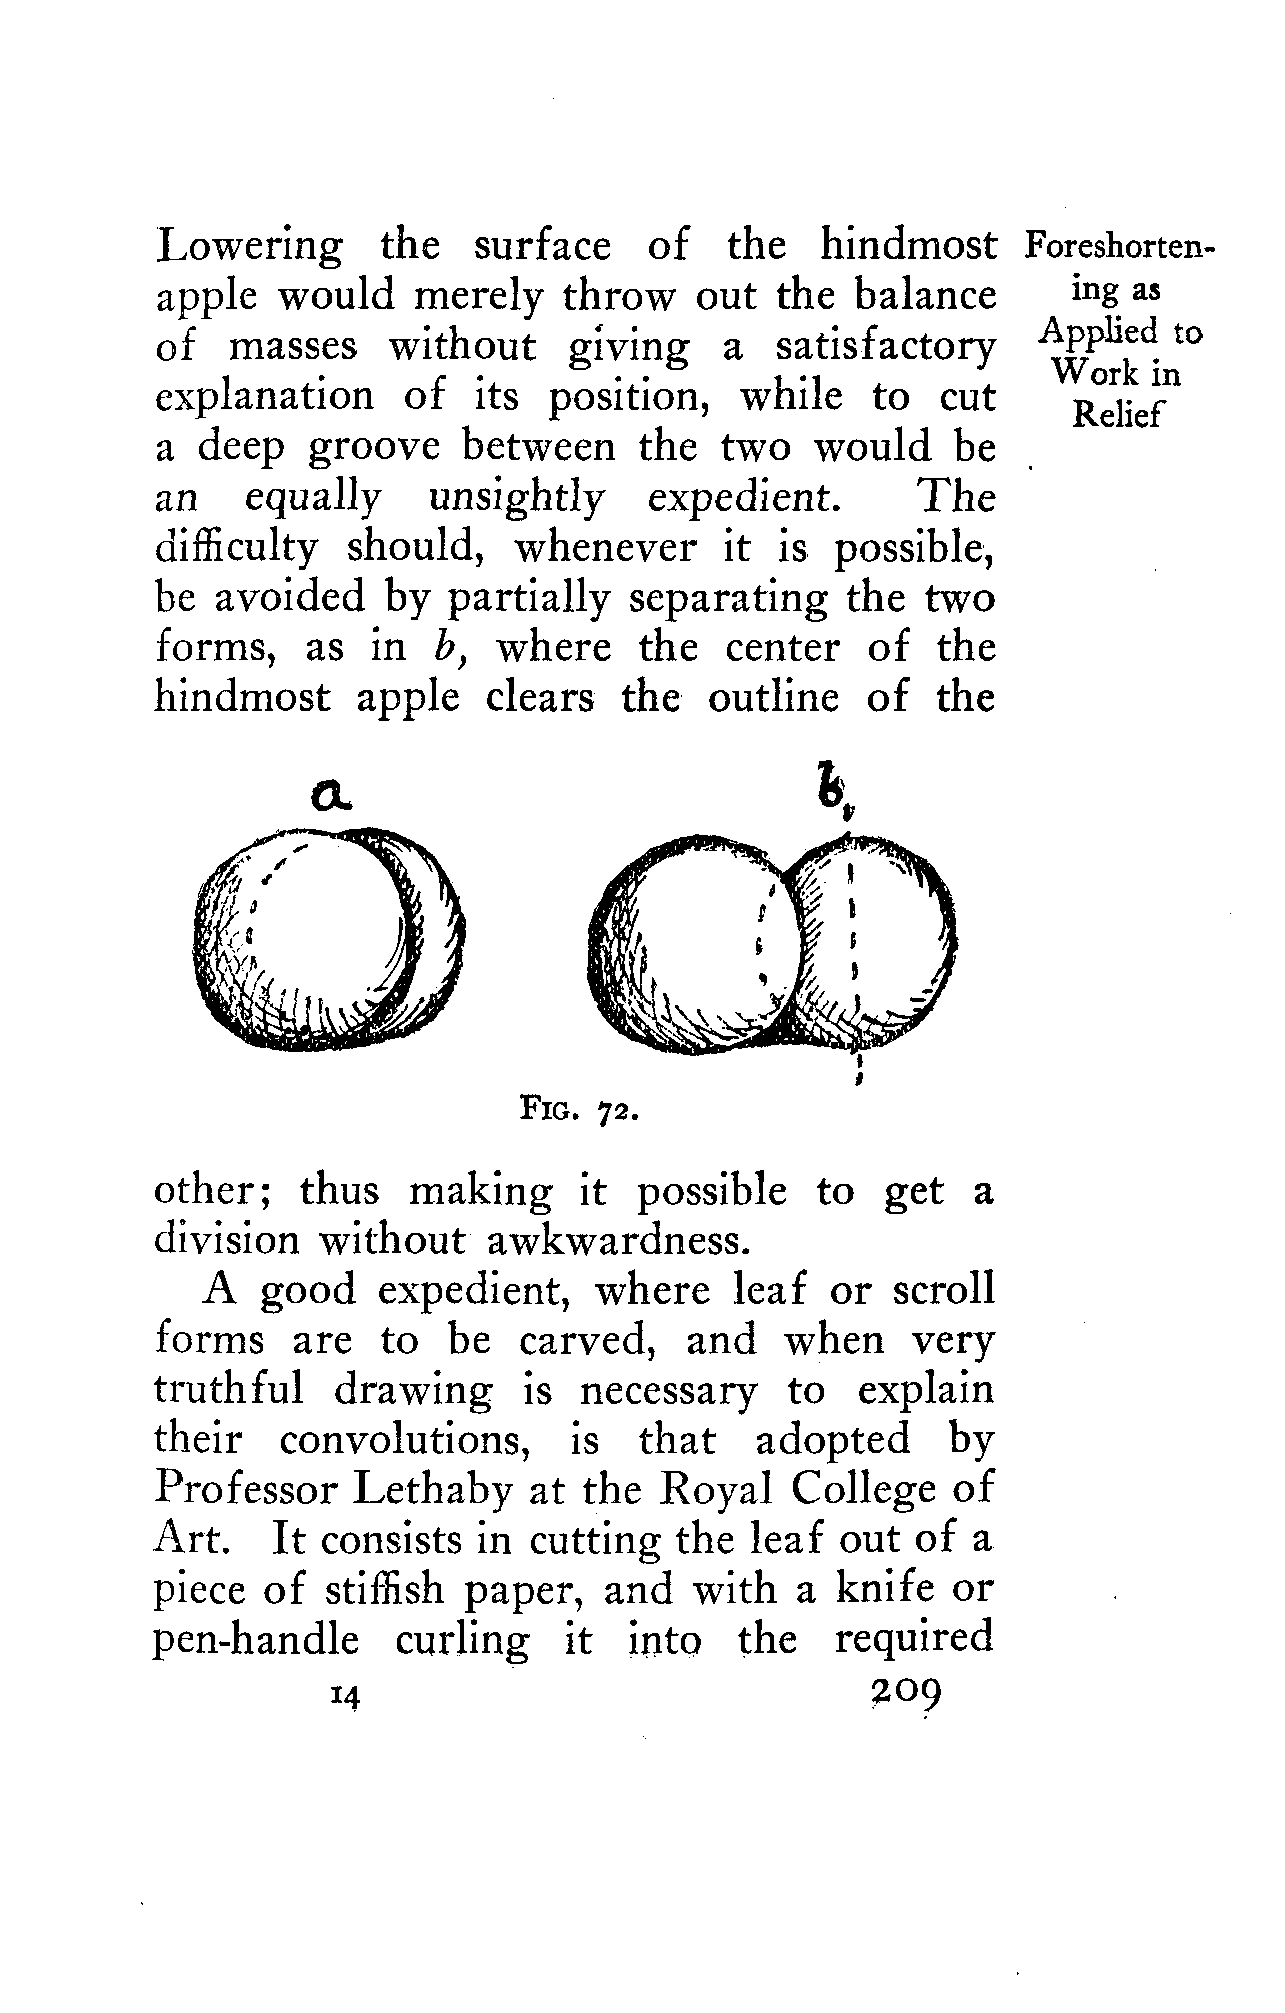 Lowering the surface of the hindmost
apple would merely throw out the balance
of masses without giving a satisfactory
explanation of its position, while to cut
a deep groove between the two would be
an equally unsightly expedient. The
difficulty should, whenever it is possible,
be avoided by partially separating the two
forms, as in b, where the center of the
hindmost apple clears the outline of the
Foreshorten-
ing as
Applied to
Work in
Relief
a
b
FIG. 72.
other; thus making it possible to get a
division without awkwardness.
A good expedient, where leaf or scroll
forms are to be carved, and when very
truthful drawing is necessary to explain
their convolutions, is that adopted by
Professor Lethaby at the Royal College of
Art. It consists in cutting the leaf out of a
piece of stiffish paper, and with a knife or
pen-handle curling it into the required
14 209